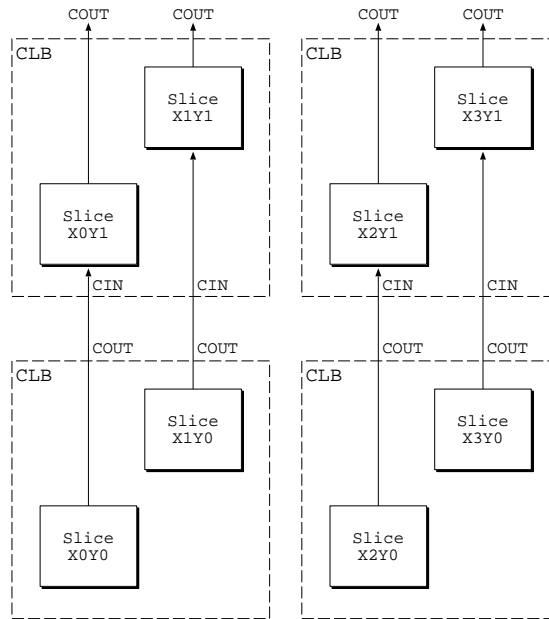 COUT COUT COUT COUT
CLB CLB
Slice
X1Y1
Slice
X3Y1
Slice
X0Y1
Slice
X2Y1
CIN CIN CIN CIN
COUT COUT COUT COUT
CLB CLB
Slice
X1Y0
Slice
X3Y0
Slice
X0Y0
Slice
X2Y0